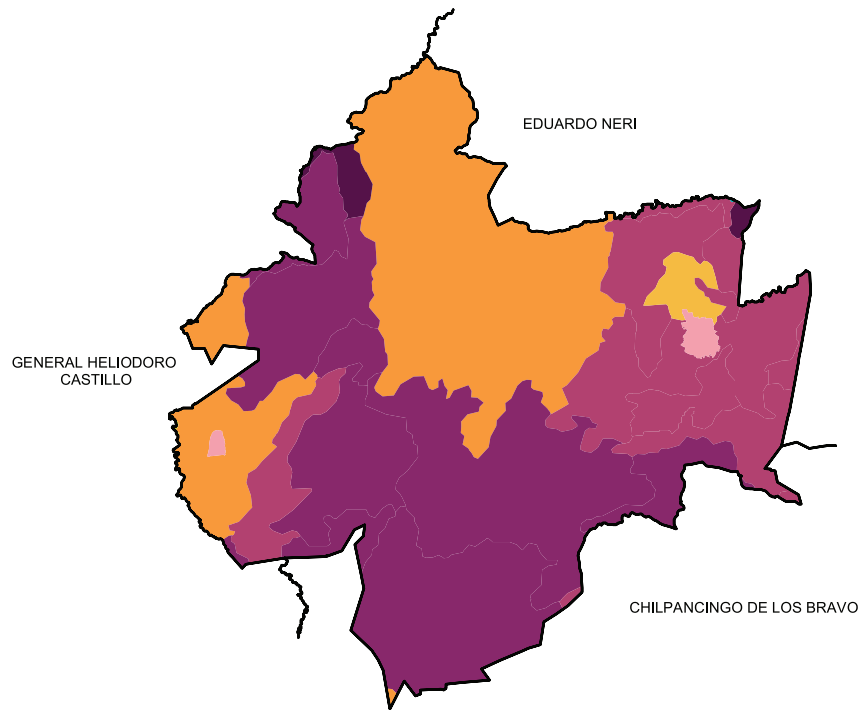 EDUARDO NERI
GENERAL HELIODORO
CASTILLO
CHILPANCINGO DE LOS BRAVO